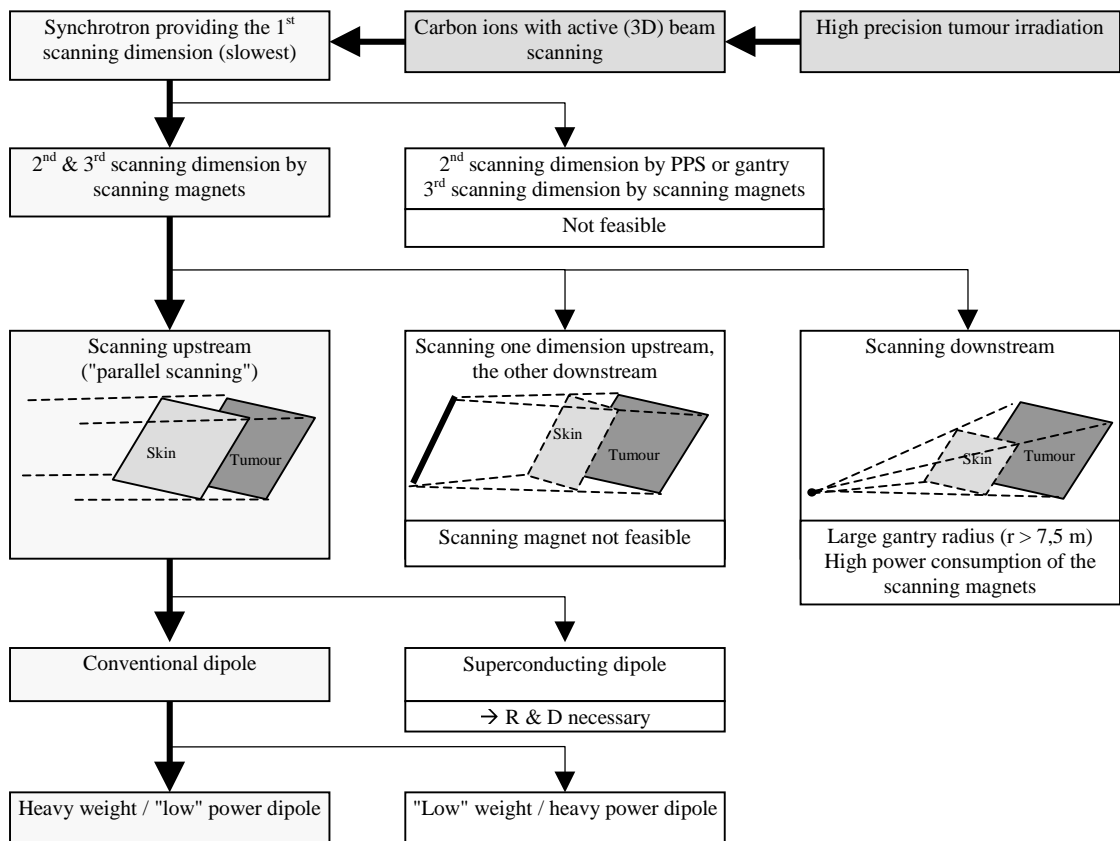 Synchrotron providing the 1st
scanning dimension (slowest)
Carbon ions with active (3D) beam
scanning
High precision tumour irradiation
2nd & 3rd scanning dimension by
scanning magnets
2nd scanning dimension by PPS or gantry
3rd scanning dimension by scanning magnets
Not feasible
Scanning upstream
("parallel scanning")
Skin
Tumour
Scanning one dimension upstream,
the other downstream
Skin
Tumour
Scanning magnet not feasible
Scanning downstream
Skin
Tumour
Large gantry radius (r > 7,5 m)
High power consumption of the
scanning magnets
Conventional dipole
Superconducting dipole
→ R & D necessary
Heavy weight / "low" power dipole
"Low" weight / heavy power dipole